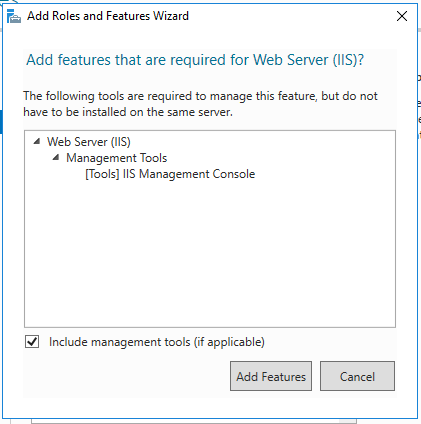 Add Roles and Features Wizard
Add features that are required for Web Server (IIS)?
The following tools are required to manage this feature, but do not
have to be installed on the same server.
Web Server (IIS)
Management Tools
[Tools] IIS Management Console
Include management tools (if applicable)
Add Features
Cancel